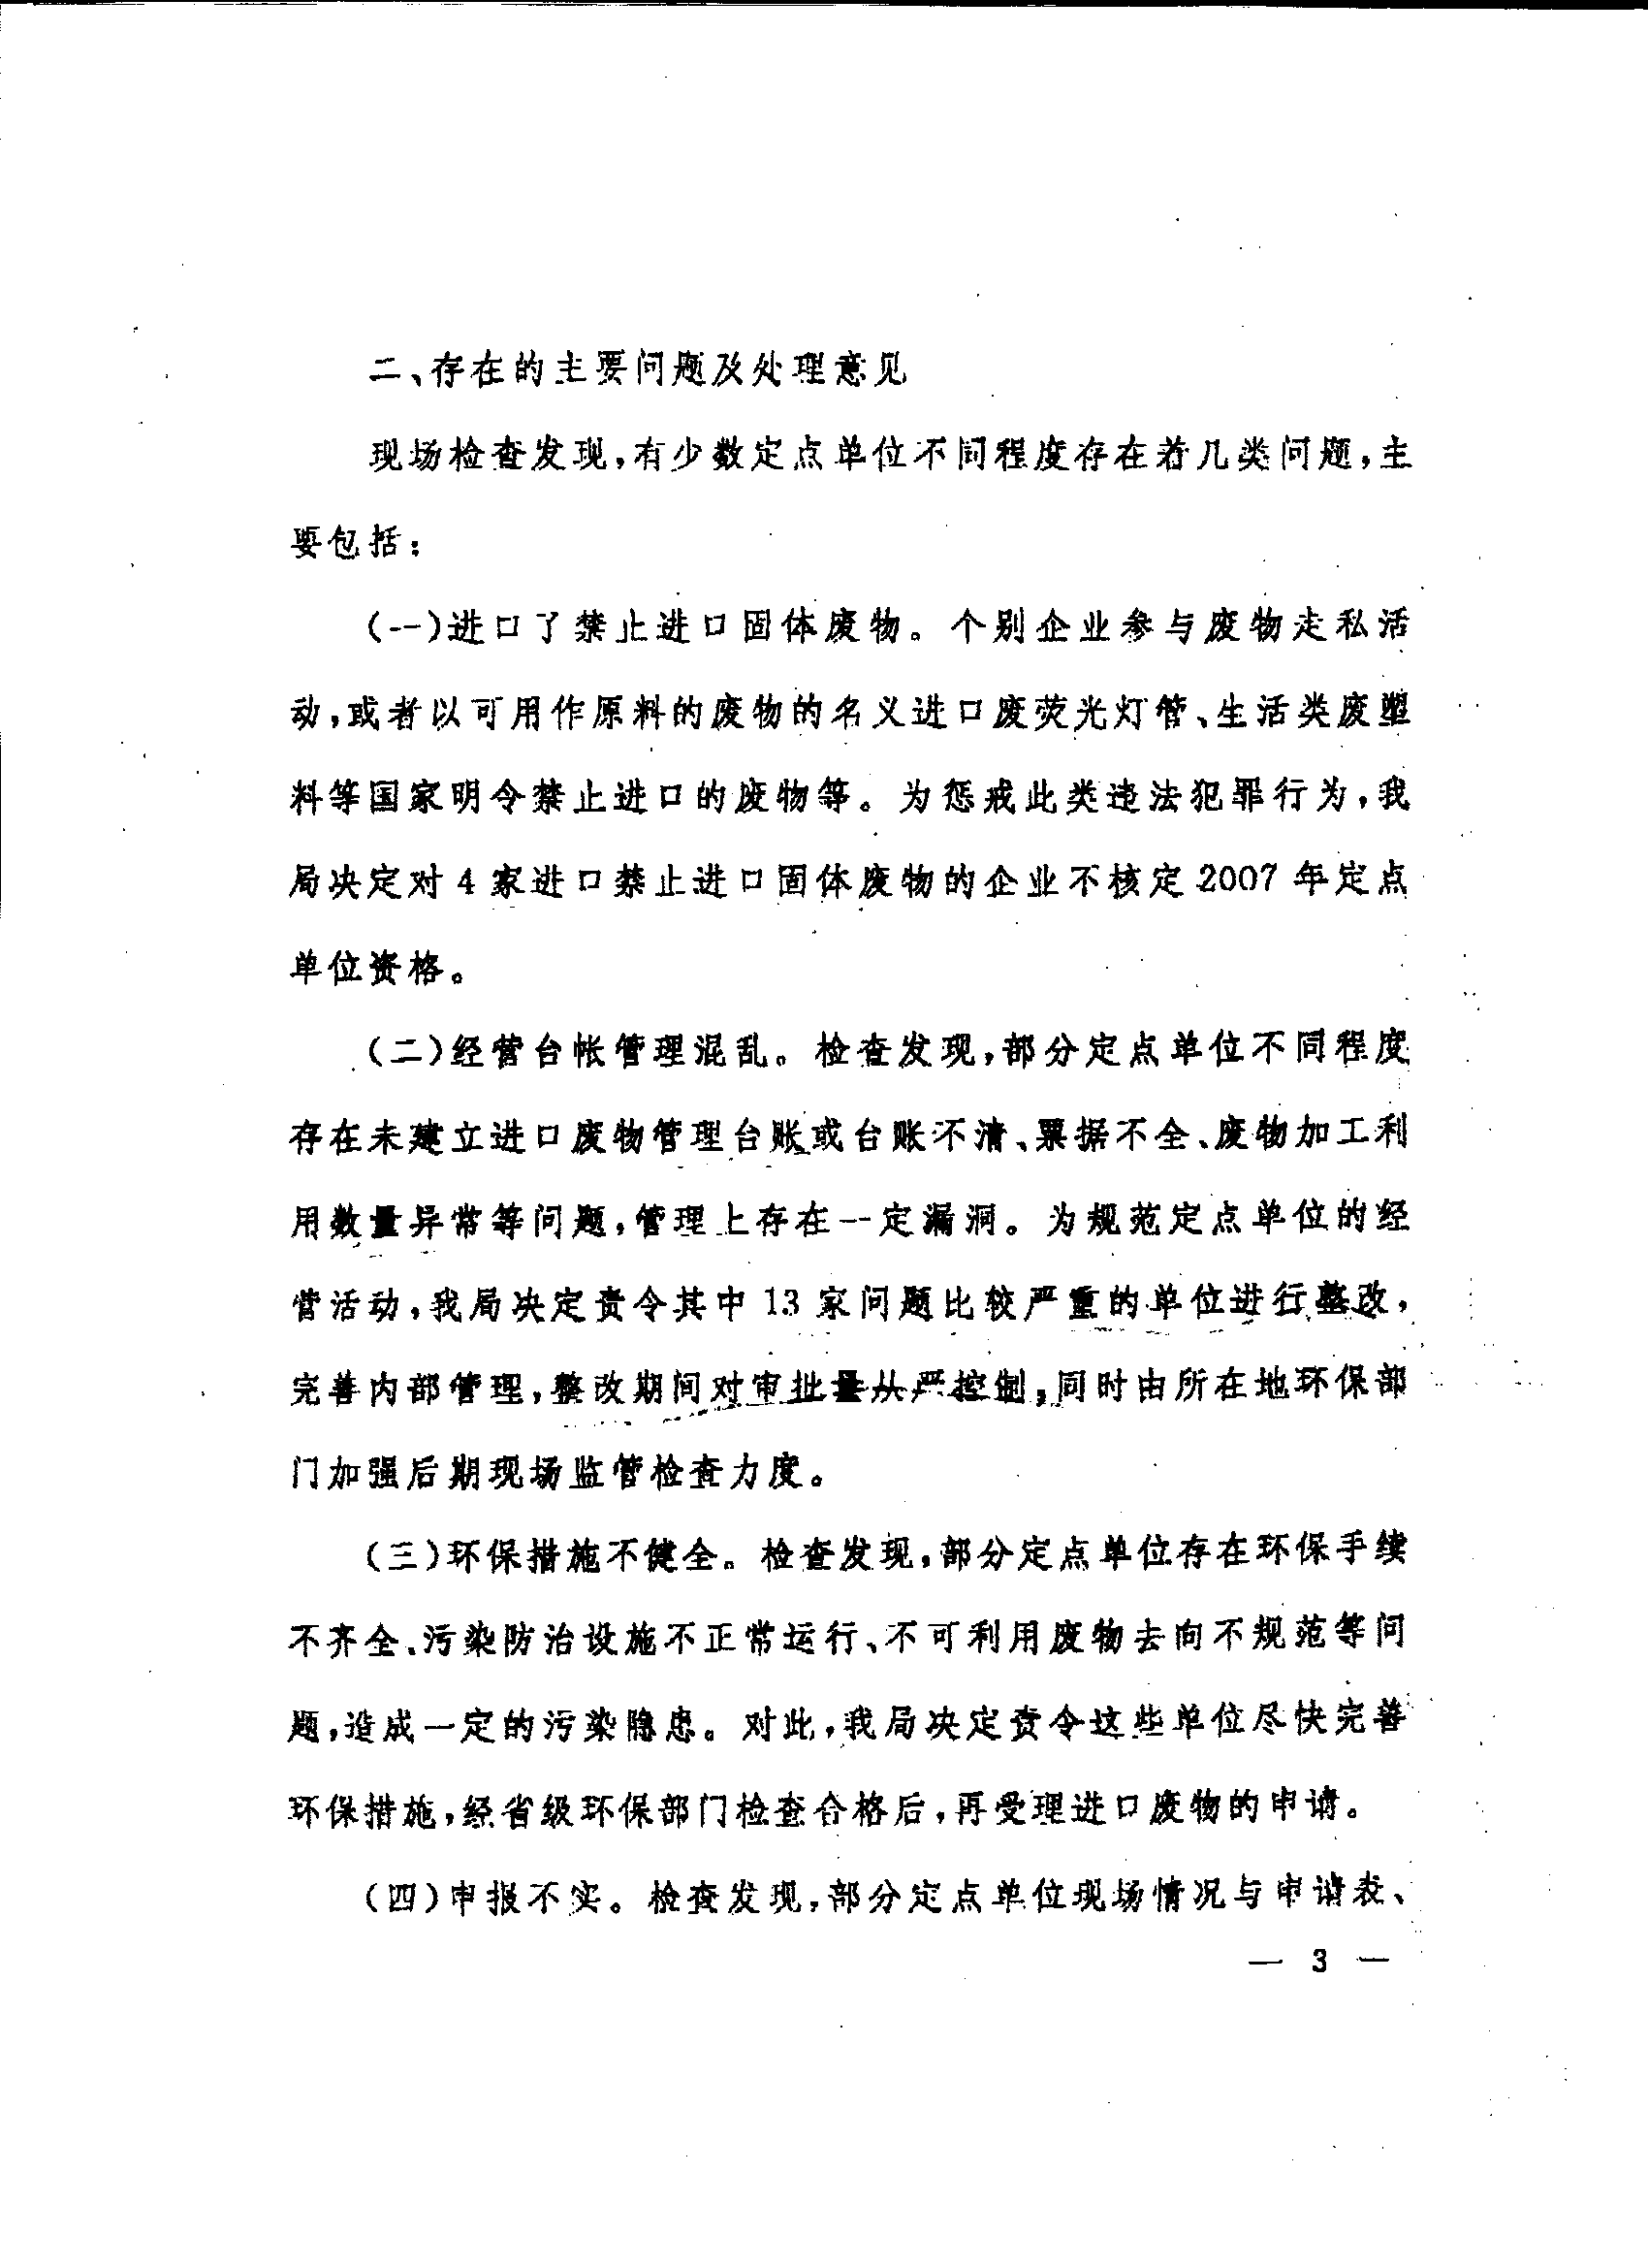 二、存在的主要问题及处理意见
现场检查发现,有少数定点单位不同程度存在着几类问题,主
要包括:
(一)进口了禁止进口固体废物。个别企业参与废物走私活
动,或者以可用作原料的废物的名义进口废荧光灯管、生活类废塑
料等国家明令禁止进口的废物等。为惩戒此类违法犯罪行为,我
局决定对 4 家进口禁止进口固体废物的企业不核定 2007 年定点
单位资格。
(二)经营台帐管理混乱。检查发现,部分定点单位不同程度
存在未建立进口废物管理台账或台账不清、票据不全、废物加工利
用数量异常等问题,管理上存在一定漏洞。为规范定点单位的经
营活动,我局决定责令其中 13 家问题比较严重的单位进行整改,
完善内部管理,整改期间对审批量从严控制,同时由所在地环保部
门加强后期现场监管检查力度。
(三)环保措施不健全。检查发现,部分定点单位存在环保手续
不齐全、污染防治设施不正常运行、不可利用废物去向不规范等问
题,造成一定的污染隐患。对此,我局决定责令这些单位尽快完善
环保措施,经省级环保部门检查合格后,再受理进口废物的申请。
(四)申报不实。检查发现,部分定点单位现场情况与申请表、
— 3 —